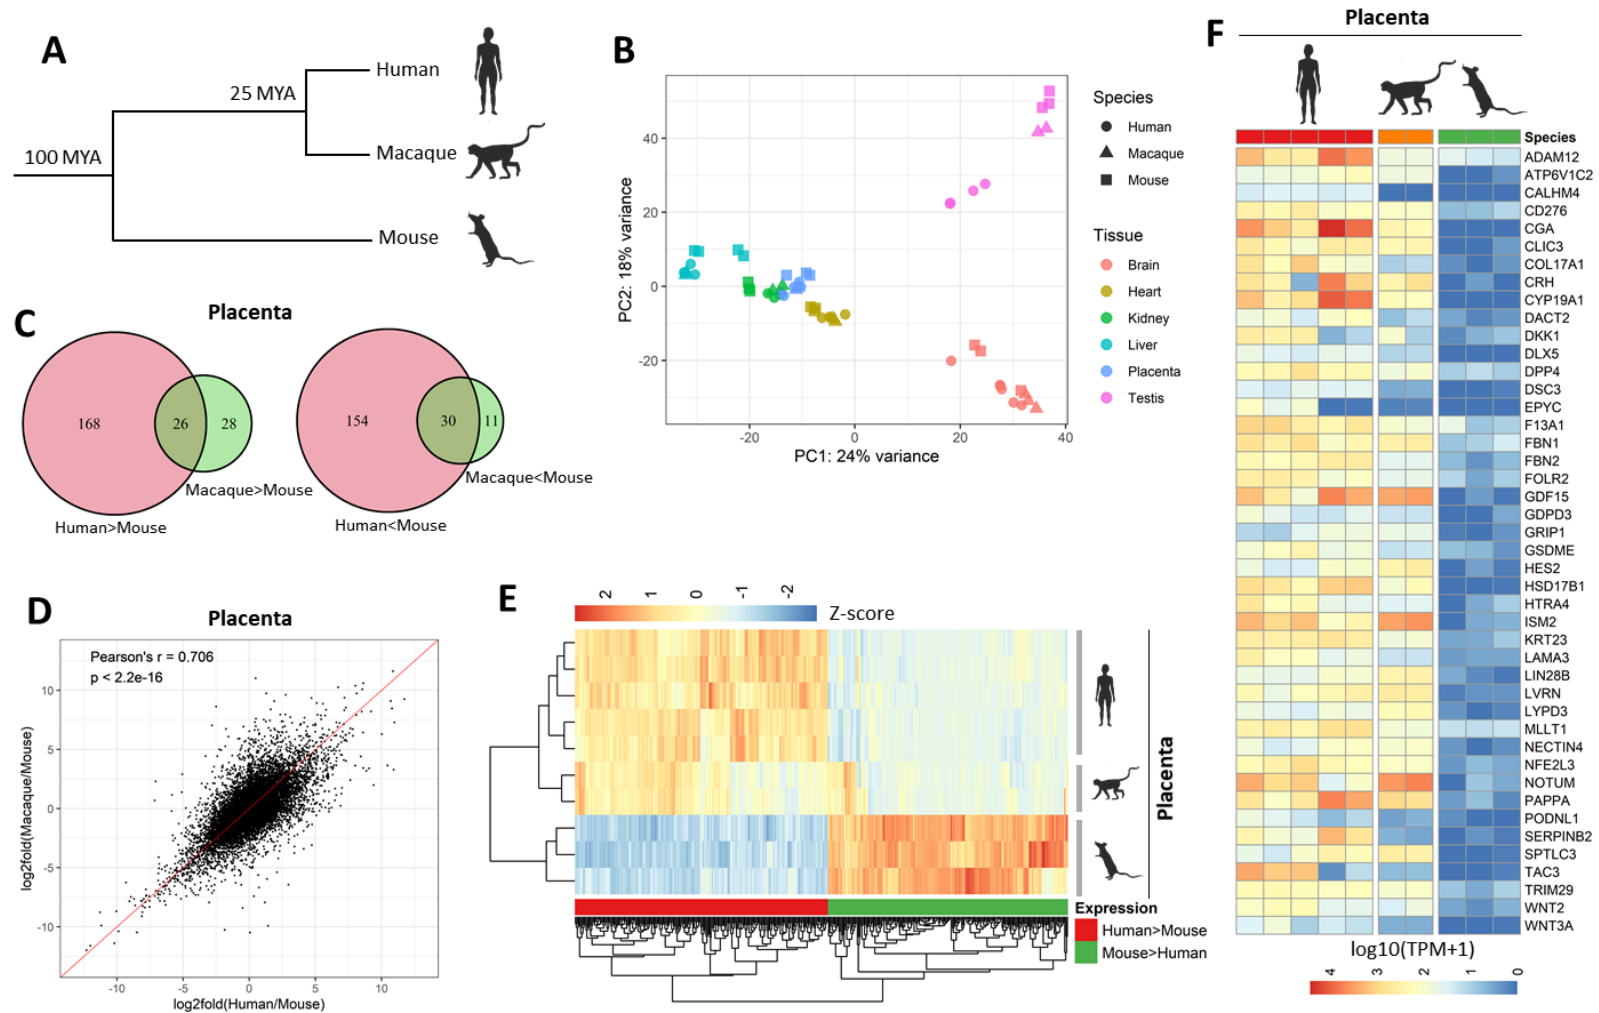 A
Human
25 MYA
Macaque
100 MYA
Mouse
B
40
20
0
-20
-20
0
20
40
PC2: 18% variance
PC1: 24% variance
Species
Human
Macaque
Mouse
Tissue
Brain
Heart
Kidney
Liver
Placenta
Testis
C
Placenta
168
26
28
Macaque>Mouse
Human>Mouse
154
30
11
Macaque<Mouse
Human<Mouse
D
Placenta
Pearson's r = 0.706
p < 2.2e-16
10
5
0
-5
-10
-10
-5
0
5
10
log2fold(Macaque/Mouse)
log2fold(Human/Mouse)
E
2
1
0
-1
-2
Z-score
Placenta
Expression
Human>Mouse
Mouse>Human
F
Placenta
Species
ADAM12
ATP6V1C2
CALHM4
CD276
CGA
CLIC3
COL17A1
CRH
CYP19A1
DACT2
DKK1
DLX5
DPP4
DSC3
EPYC
F13A1
FBN1
FBN2
FOLR2
GDF15
GDPD3
GRIP1
GSDME
HES2
HSD17B1
HTRA4
ISM2
KRT23
LAMA3
LIN28B
LVRN
LYPD3
MLLT1
NECTIN4
NFE2L3
NOTUM
PAPPA
PODNL1
SERPINB2
SPTLC3
TAC3
TRIM29
WNT2
WNT3A
log10(TPM+1)
4
3
2
1
0